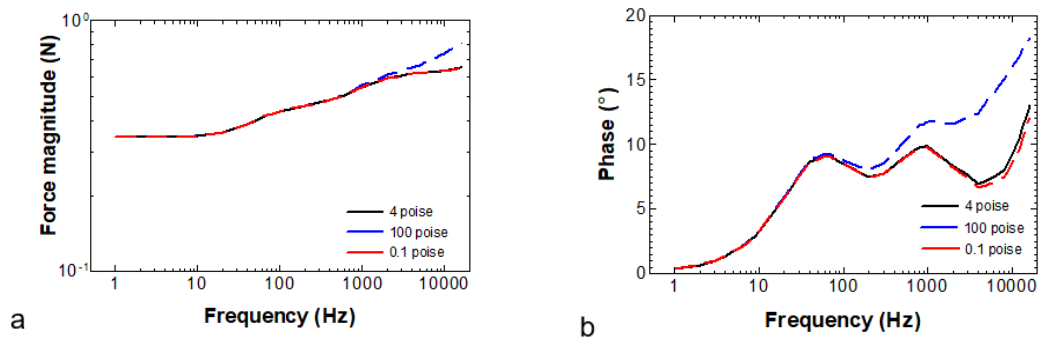 10⁰
Force magnitude (N)
4 poise
100 poise
0.1 poise
10⁻¹
1 10 100 1000 10000
Frequency (Hz)
a
20
15
Phase (°)
10
5
4 poise
100 poise
0.1 poise
0
1 10 100 1000 10000
Frequency (Hz)
b